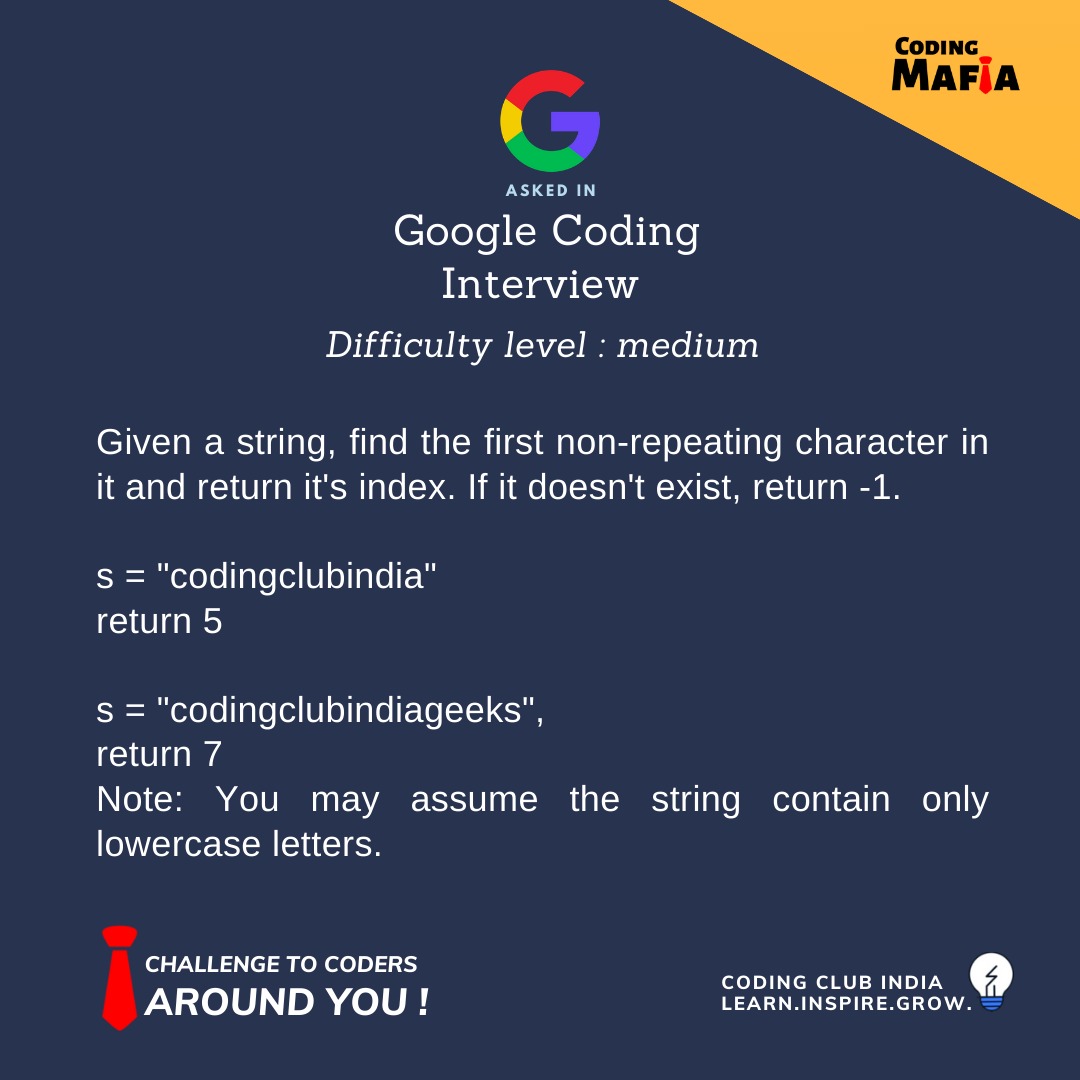 CODING
MAFIA
ASKED IN
Google Coding
Interview
Difficulty level : medium
Given a string, find the first non-repeating character in
it and return it's index. If it doesn't exist, return -1.
s = "codingclubindia"
return 5
s = "codingclubindiageeks",
return 7
Note: You may assume the string contain only
lowercase letters.
CHALLENGE TO CODERS
AROUND YOU !
CODING CLUB INDIA
LEARN.INSPIRE.GROW.